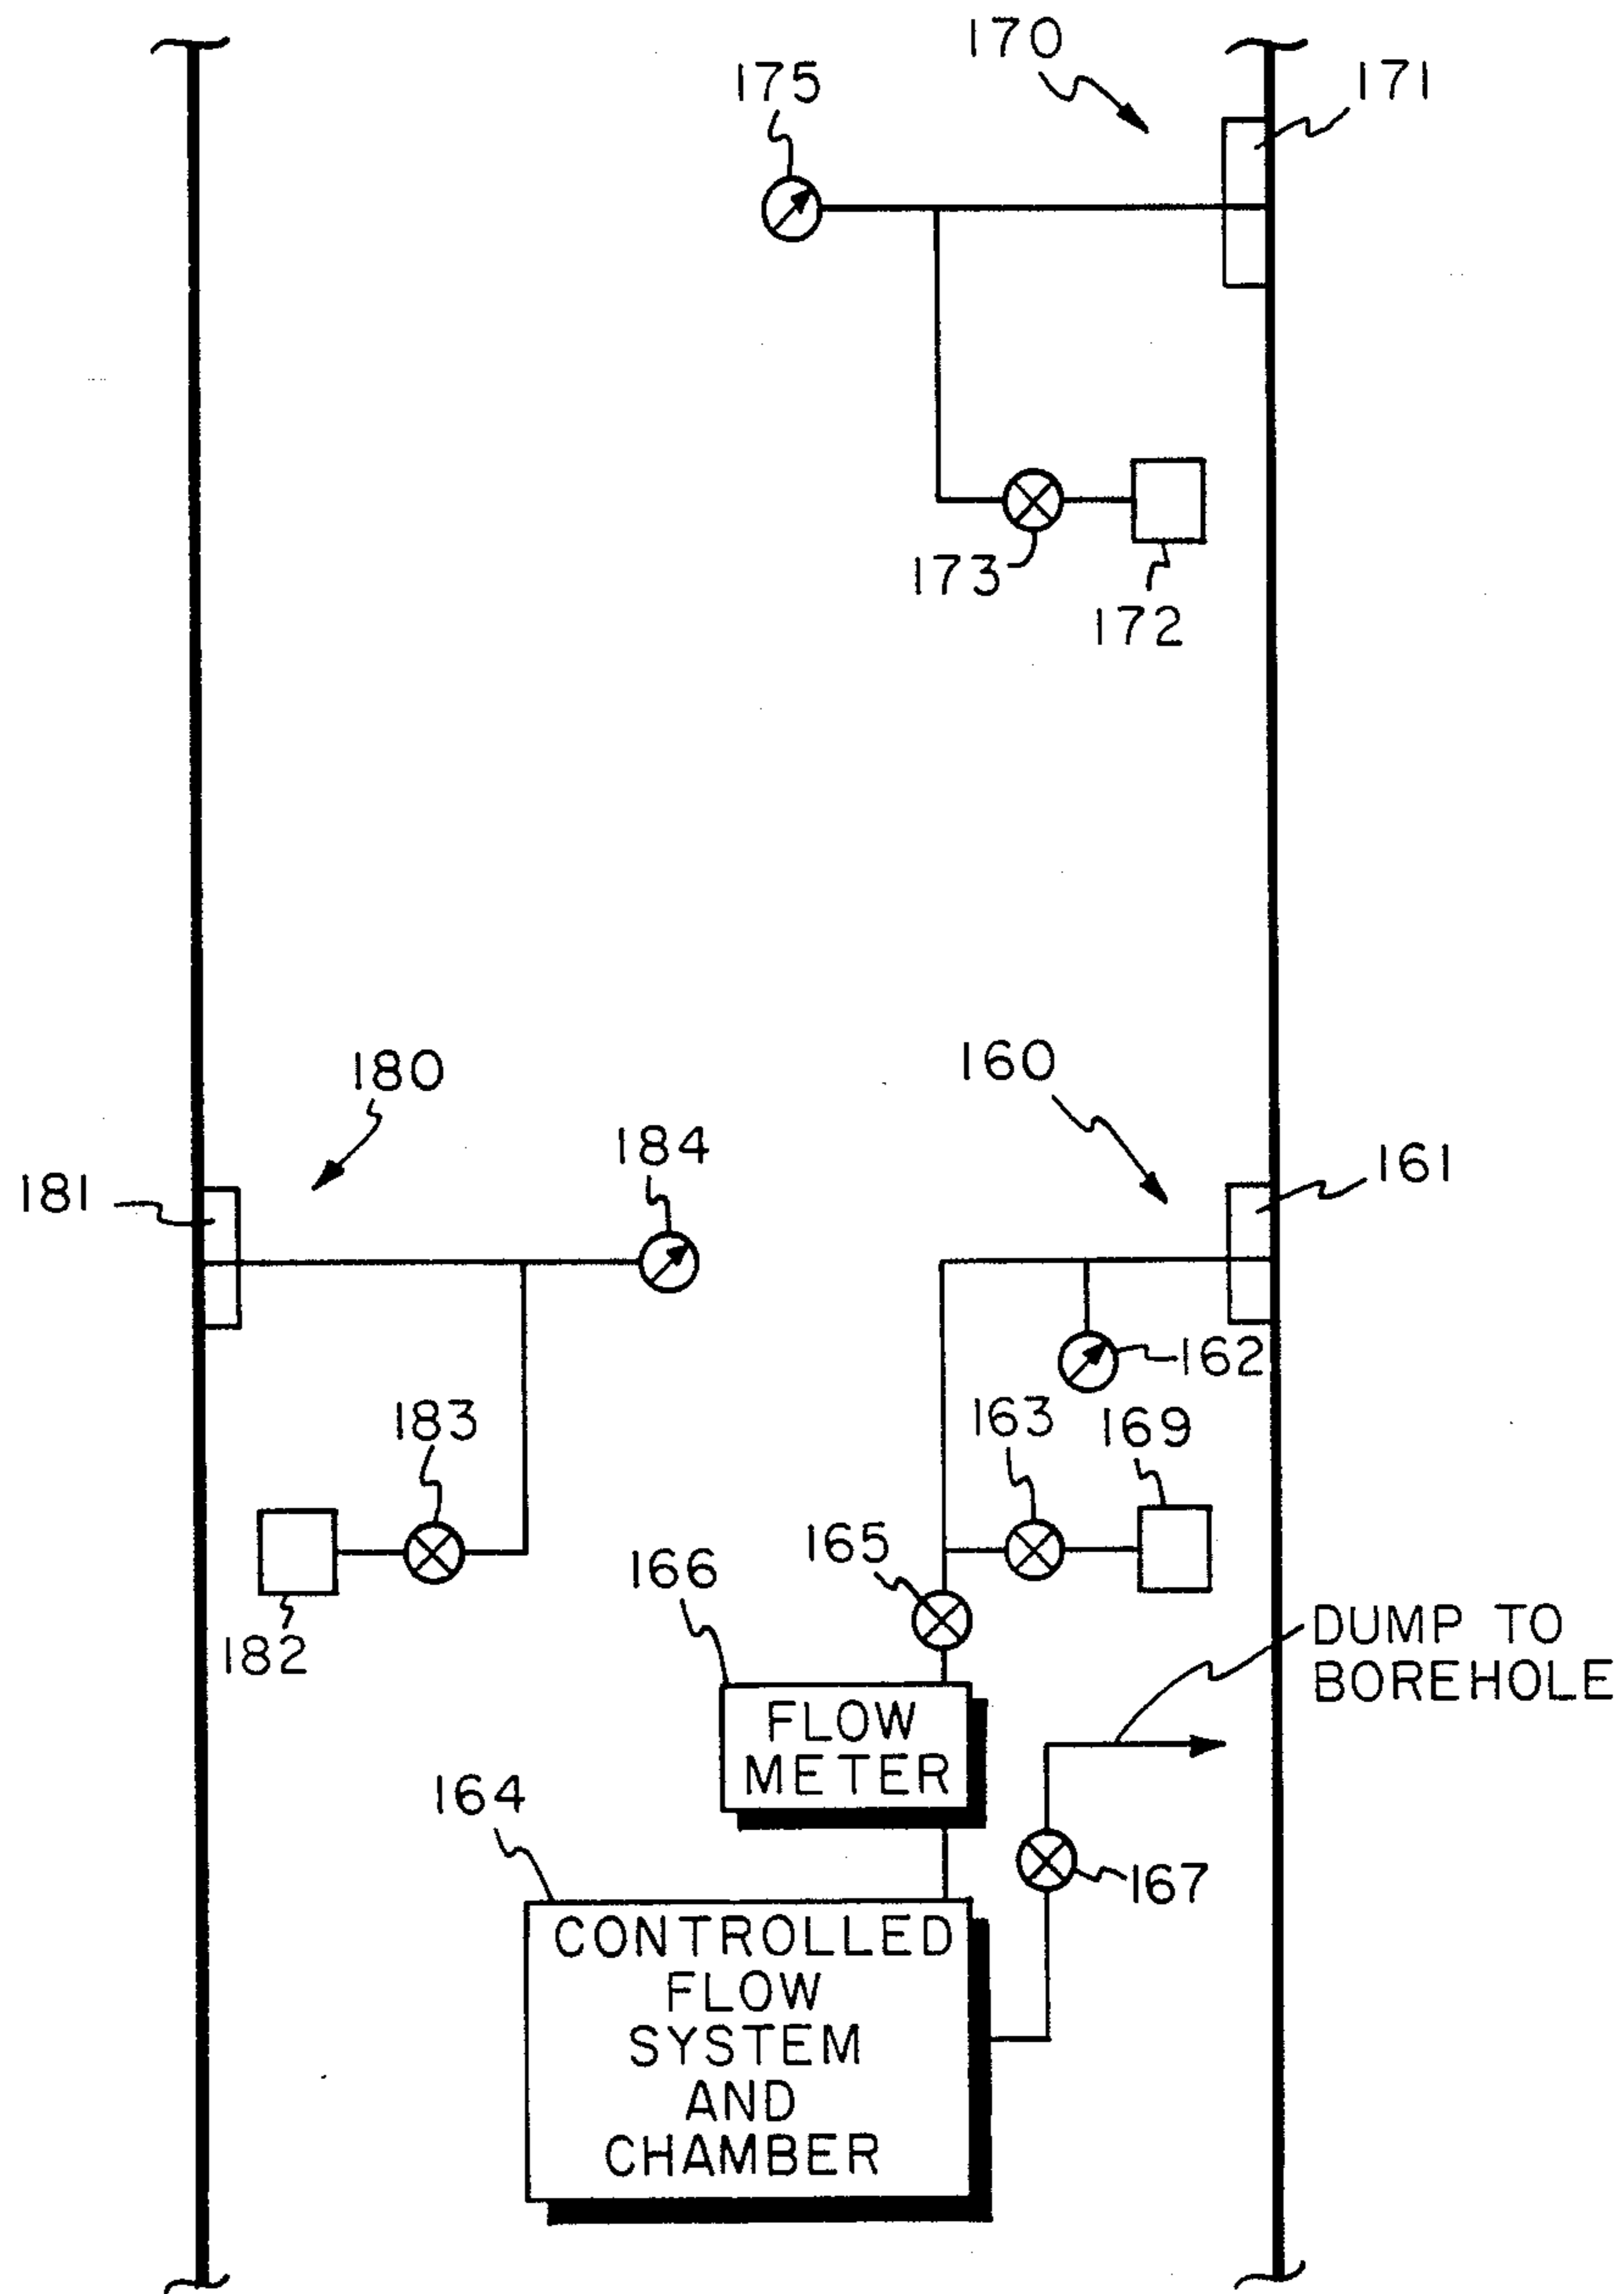 170
175
171
173
172
180
160
184
161
181
162
183
163
169
165
166
182
DUMP TO
BOREHOLE
FLOW
METER
164
167
CONTROLLED
FLOW
SYSTEM
AND
CHAMBER